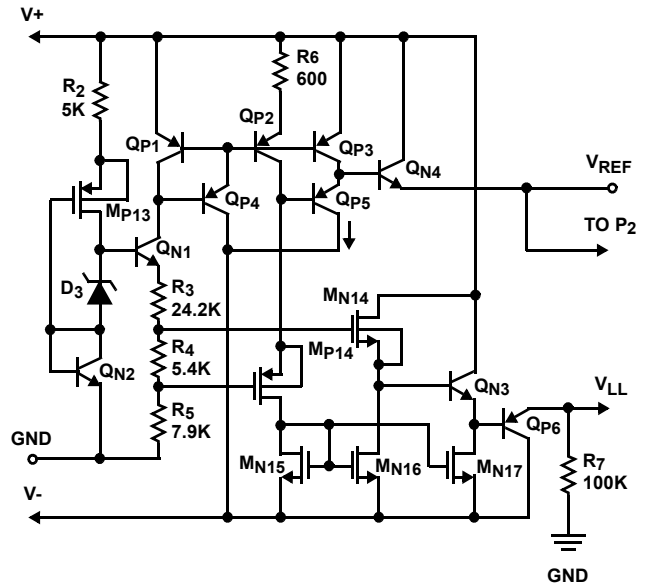 V+
R2
5K
R6
600
QP1
QP2
QP3
QN4
VREF
MP13
QP4
QP5
TO P2
QN1
D3
R3
24.2K
MN14
MP14
R4
5.4K
QN2
QN3
VLL
QP6
R5
7.9K
GND
MN15
MN16
MN17
R7
100K
V-
GND